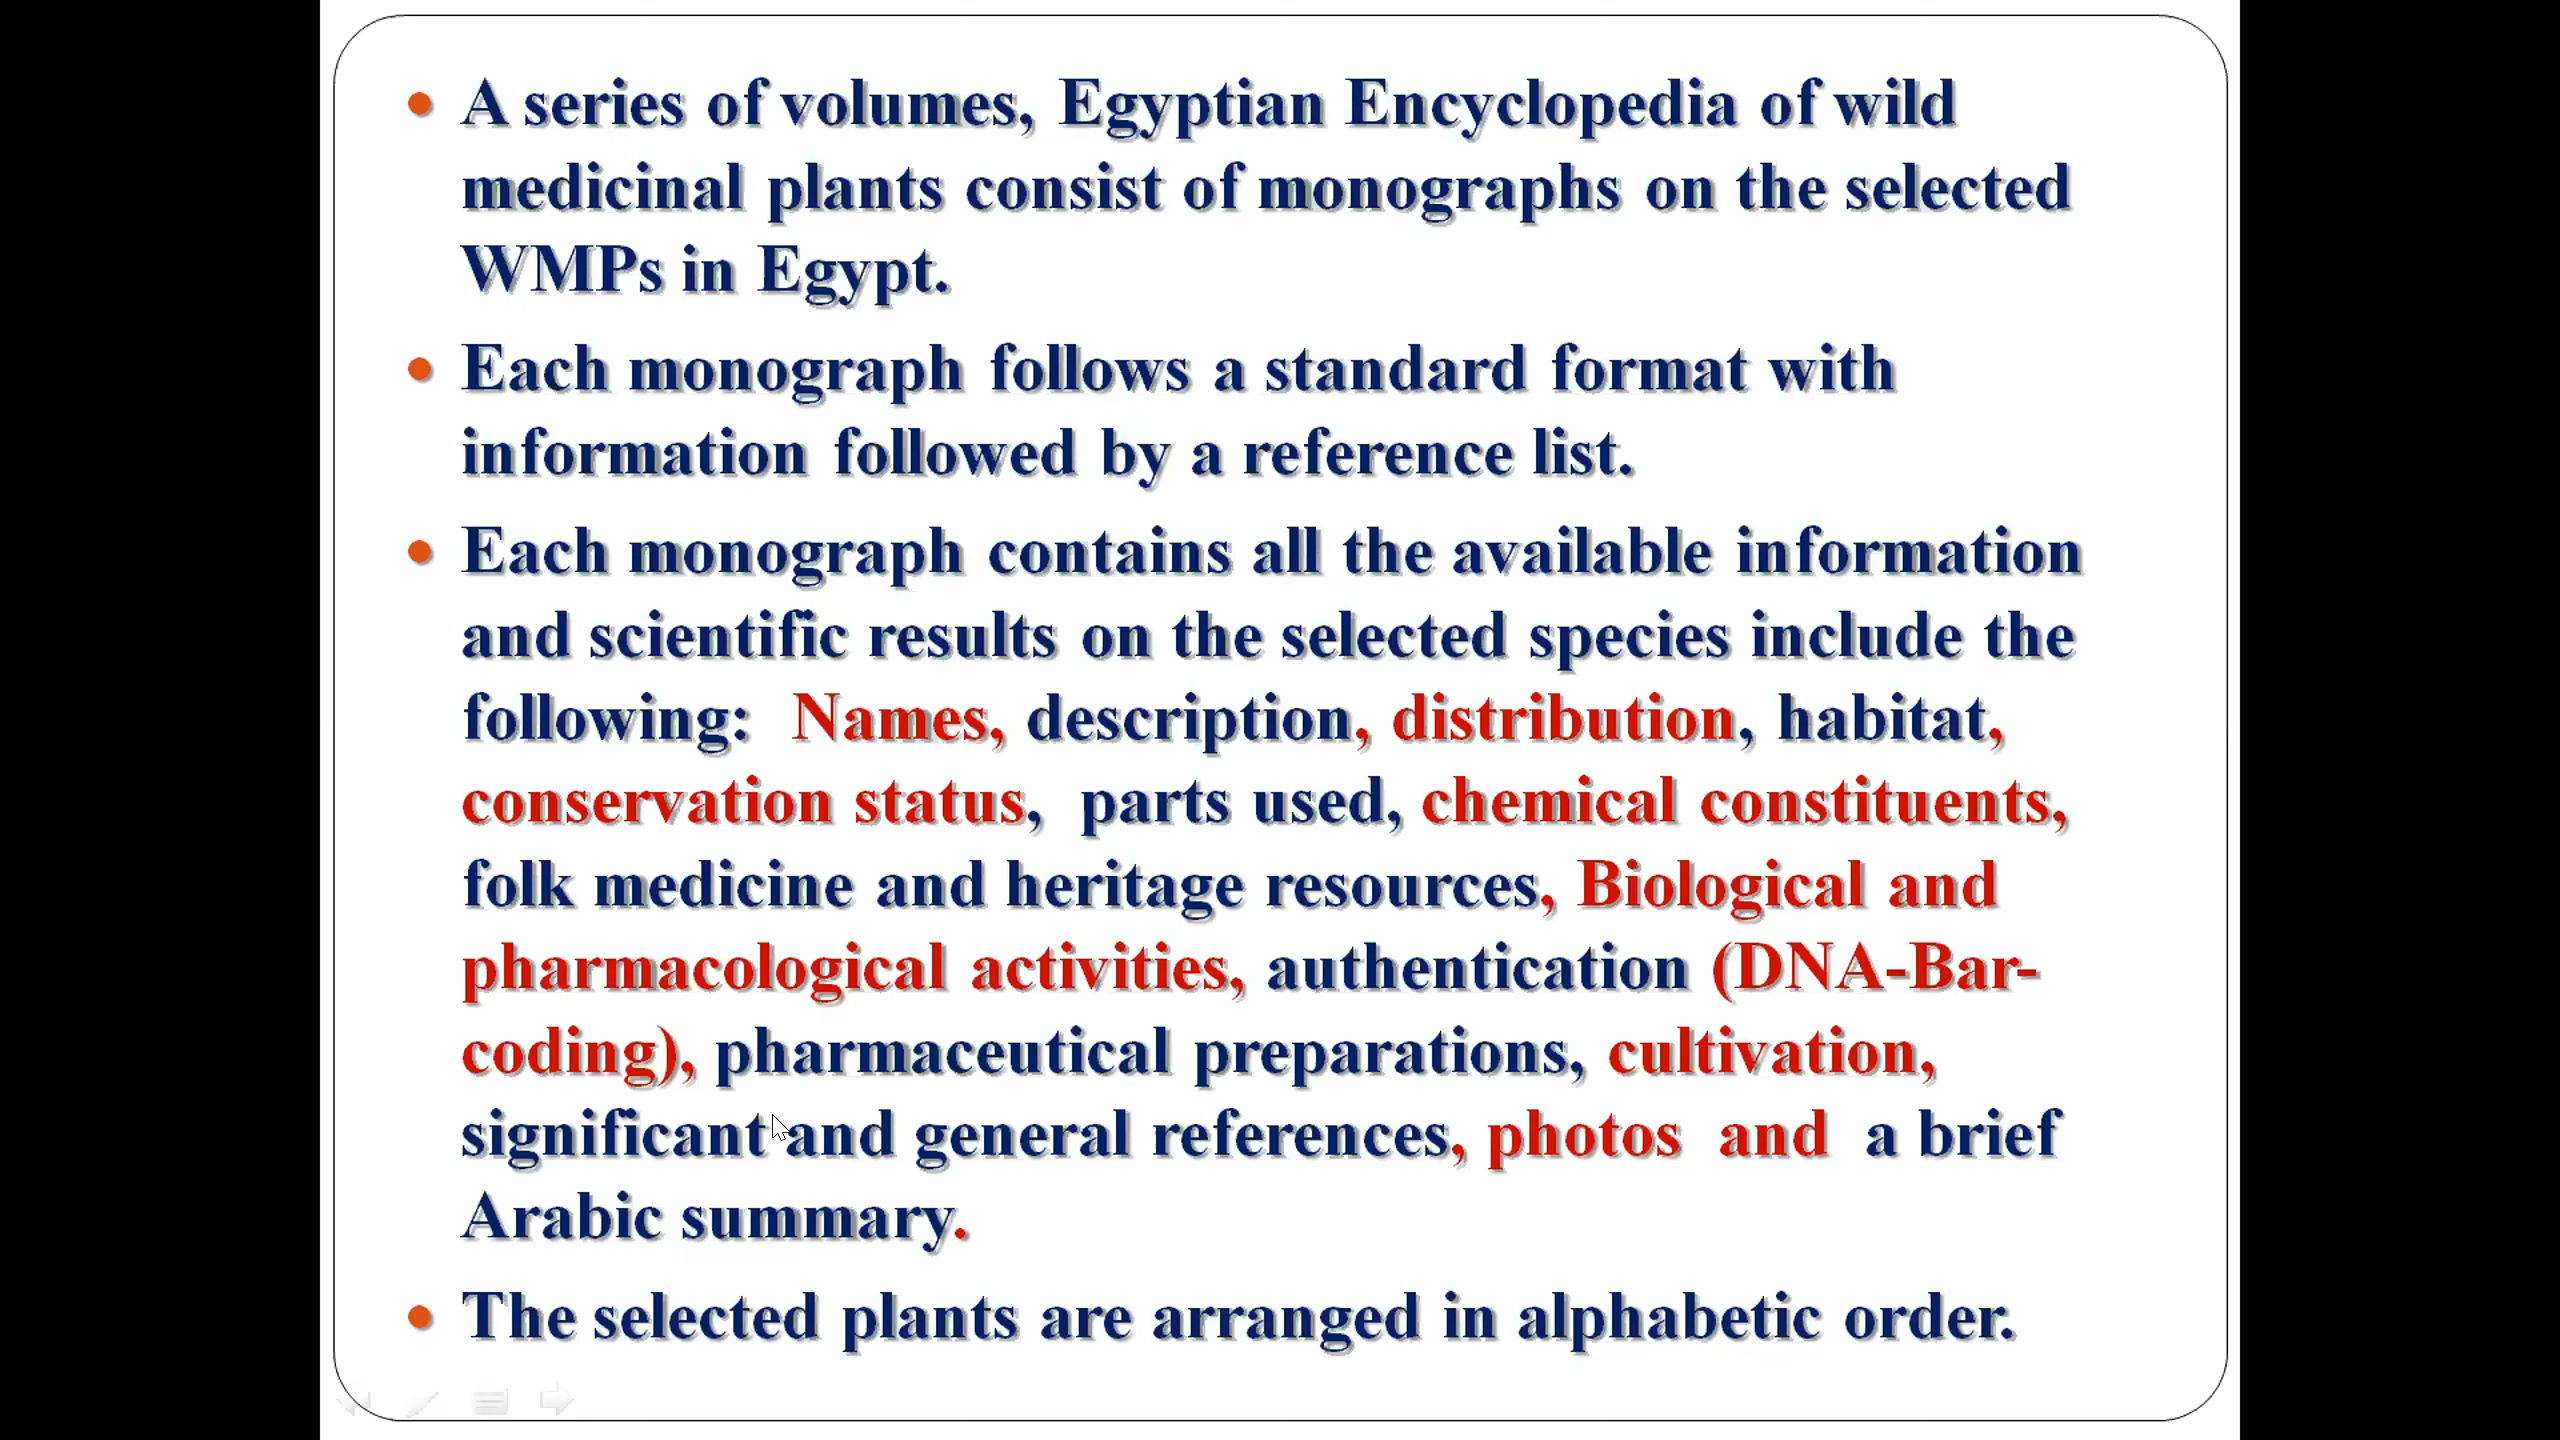 • A series of volumes, Egyptian Encyclopedia of wild
medicinal plants consist of monographs on the selected
WMPs in Egypt.
• Each monograph follows a standard format with
information followed by a reference list.
• Each monograph contains all the available information
and scientific results on the selected species include the
following: Names, description, distribution, habitat,
conservation status, parts used, chemical constituents,
folk medicine and heritage resources, Biological and
pharmacological activities, authentication (DNA-Bar-
coding), pharmaceutical preparations, cultivation,
significant and general references, photos and a brief
Arabic summary.
• The selected plants are arranged in alphabetic order.